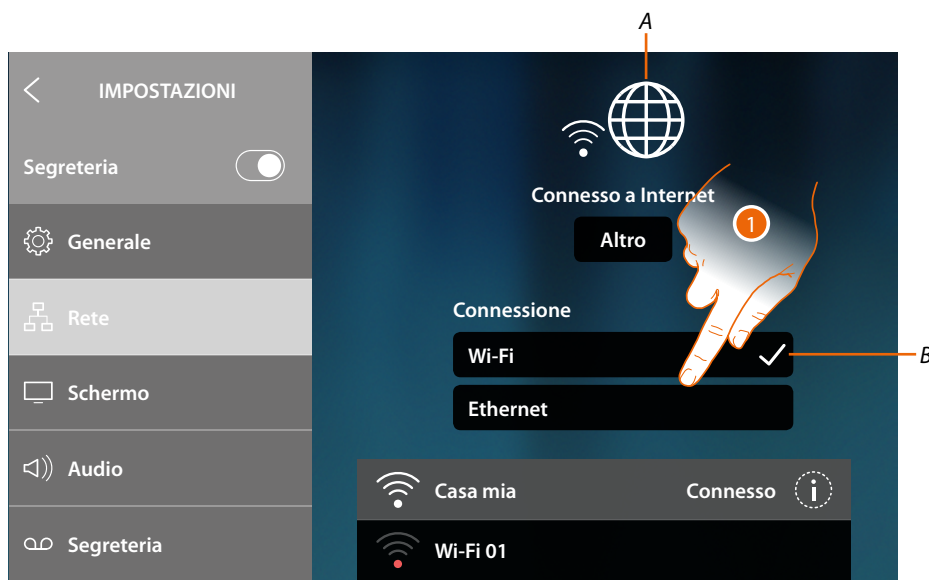 A
IMPOSTAZIONI
Segreteria
Generale
Rete
Schermo
Audio
Segreteria
Connesso a Internet
Altro
1
Connessione
Wi-Fi
B
Ethernet
Casa mia Connesso i
Wi-Fi 01